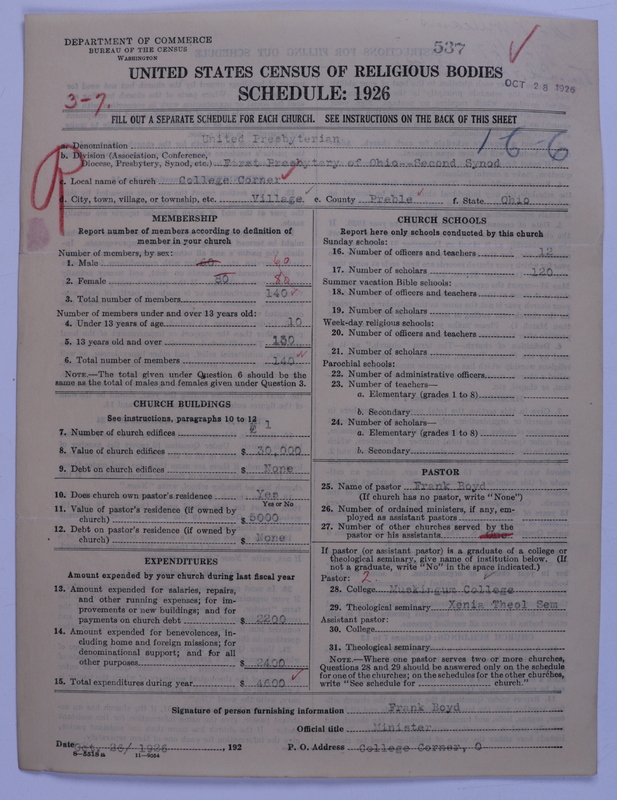 DEPARTMENT OF COMMERCE
BUREAU OF THE CENSUS
WASHINGTON
537
UNITED STATES CENSUS OF RELIGIOUS BODIES
SCHEDULE: 1926
OCT 28 1926
3-7.
FILL OUT A SEPARATE SCHEDULE FOR EACH CHURCH. SEE INSTRUCTIONS ON THE BACK OF THIS SHEET
16-6
a. Denomination United Presbyterian
b. Division (Association, Conference, Diocese, Presbytery, Synod, etc.) First Presbytery of Ohio--Second Synod
c. Local name of church College Corner
d. City, town, village, or township, etc. Village e. County Preble f. State Ohio
MEMBERSHIP
Report number of members according to definition of
member in your church
Number of members, by sex:
1. Male 60
2. Female 80
3. Total number of members 140
Number of members under and over 13 years old:
4. Under 13 years of age 10
5. 13 years old and over 130
6. Total number of members 140
NOTE.—The total given under Question 6 should be the
same as the total of males and females given under Question 3.
CHURCH BUILDINGS
See instructions, paragraphs 10 to 12
7. Number of church edifices 1
8. Value of church edifices $ 30,000
9. Debt on church edifices $ None
10. Does church own pastor's residence Yes
Yes or No
11. Value of pastor's residence (if owned by
church) $ 5000
12. Debt on pastor's residence (if owned by
church) $ None
EXPENDITURES
Amount expended by your church during last fiscal year
13. Amount expended for salaries, repairs,
and other running expenses; for im-
provements or new buildings; and for
payments on church debt $ 2200
14. Amount expended for benevolences, in-
cluding home and foreign missions; for
denominational support; and for all
other purposes $ 2400
15. Total expenditures during year $ 4600
CHURCH SCHOOLS
Report here only schools conducted by this church
Sunday schools:
16. Number of officers and teachers 12
17. Number of scholars 120
Summer vacation Bible schools:
18. Number of officers and teachers
19. Number of scholars
Week-day religious schools:
20. Number of officers and teachers
21. Number of scholars
Parochial schools:
22. Number of administrative officers
23. Number of teachers—
a. Elementary (grades 1 to 8)
b. Secondary
24. Number of scholars—
a. Elementary (grades 1 to 8)
b. Secondary
PASTOR
25. Name of pastor Frank Boyd
(If church has no pastor, write "None")
26. Number of ordained ministers, if any, em-
ployed as assistant pastors
27. Number of other churches served by the
pastor or his assistants
If pastor (or assistant pastor) is a graduate of a college or
theological seminary, give name of institution below. (If
not a graduate, write "No" in the space indicated.)
Pastor: 2.
28. College Muskingum College
29. Theological seminary Xenia Theol Sem
Assistant pastor:
30. College
31. Theological seminary
NOTE.—Where one pastor serves two or more churches,
Questions 28 and 29 should be answered only on the schedule
for one of the churches; on the schedules for the other churches,
write "See schedule for church."
Signature of person furnishing information Frank Boyd
Official title Minister
Date Oct. 26/ 1926, 192 P. O. Address College Corner, O
8-5518a 11-9034